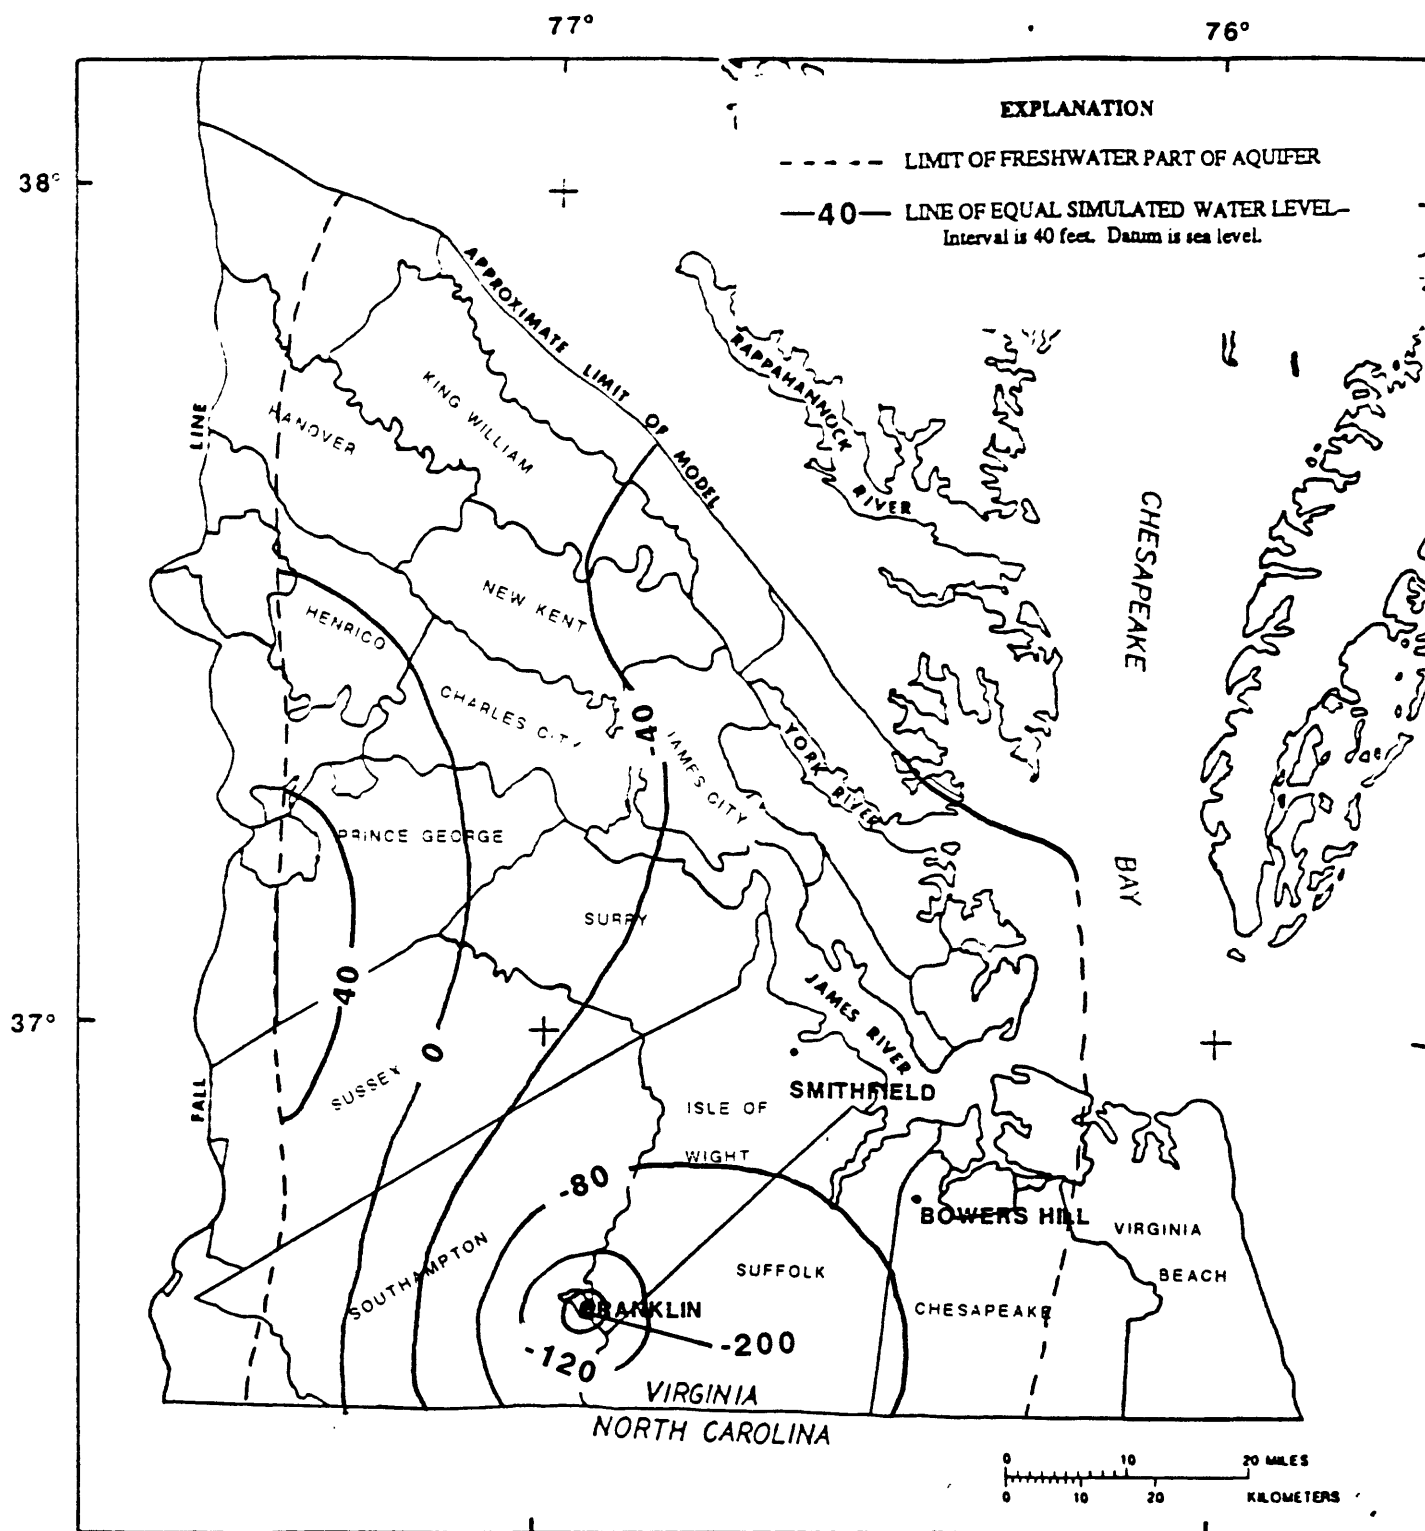 77°
76°
EXPLANATION
LIMIT OF FRESHWATER PART OF AQUIFER
38°
40
LINE OF EQUAL SIMULATED WATER LEVEL—
Interval is 40 feet. Datum is sea level.
APPROXIMATE LIMIT OF MODEL
RAPPAHANNOCK
RIVER
KING WILLIAM
HANOVER
LINE
CHESAPEAKE
NEW KENT
HENRICO
CHARLES CITY
-40
JAMES CITY
YORK RIVER
PRINCE GEORGE
BAY
SURRY
40
JAMES RIVER
37°
0
SUSSEX
FALL
SMITHFIELD
ISLE OF
WIGHT
-80
BOWERS HILL
VIRGINIA
BEACH
SOUTHAMPTON
SUFFOLK
FRANKLIN
CHESAPEAKE
-200
-120
VIRGINIA
NORTH CAROLINA
0 10 20 MILES
0 10 20 KILOMETERS